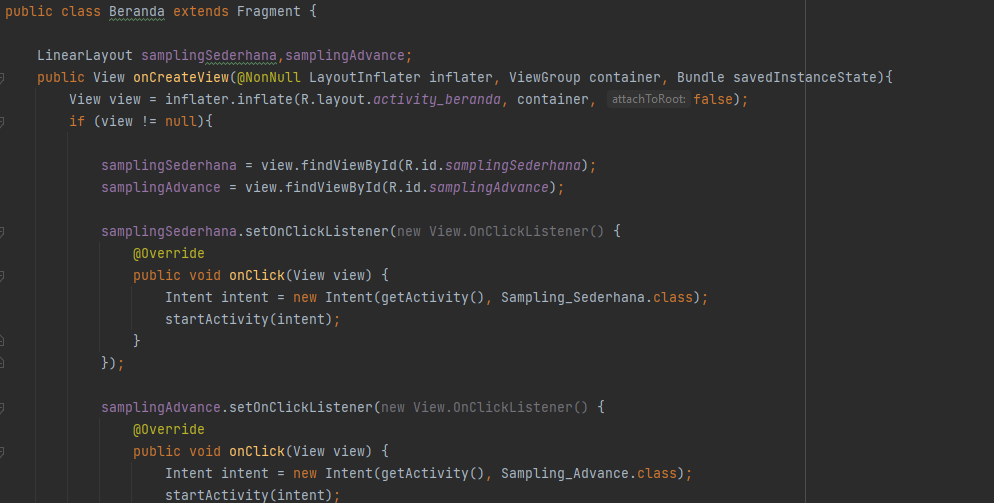 public class Beranda extends Fragment {
LinearLayout samplingSederhana,samplingAdvance;
public View onCreateView(@NonNull LayoutInflater inflater, ViewGroup container, Bundle savedInstanceState){
View view = inflater.inflate(R.layout.activity_beranda, container, attachToRoot: false);
if (view != null){
samplingSederhana = view.findViewById(R.id.samplingSederhana);
samplingAdvance = view.findViewById(R.id.samplingAdvance);
samplingSederhana.setOnClickListener(new View.OnClickListener() {
@Override
public void onClick(View view) {
Intent intent = new Intent(getActivity(), Sampling_Sederhana.class);
startActivity(intent);
}
});
samplingAdvance.setOnClickListener(new View.OnClickListener() {
@Override
public void onClick(View view) {
Intent intent = new Intent(getActivity(), Sampling_Advance.class);
startActivity(intent);